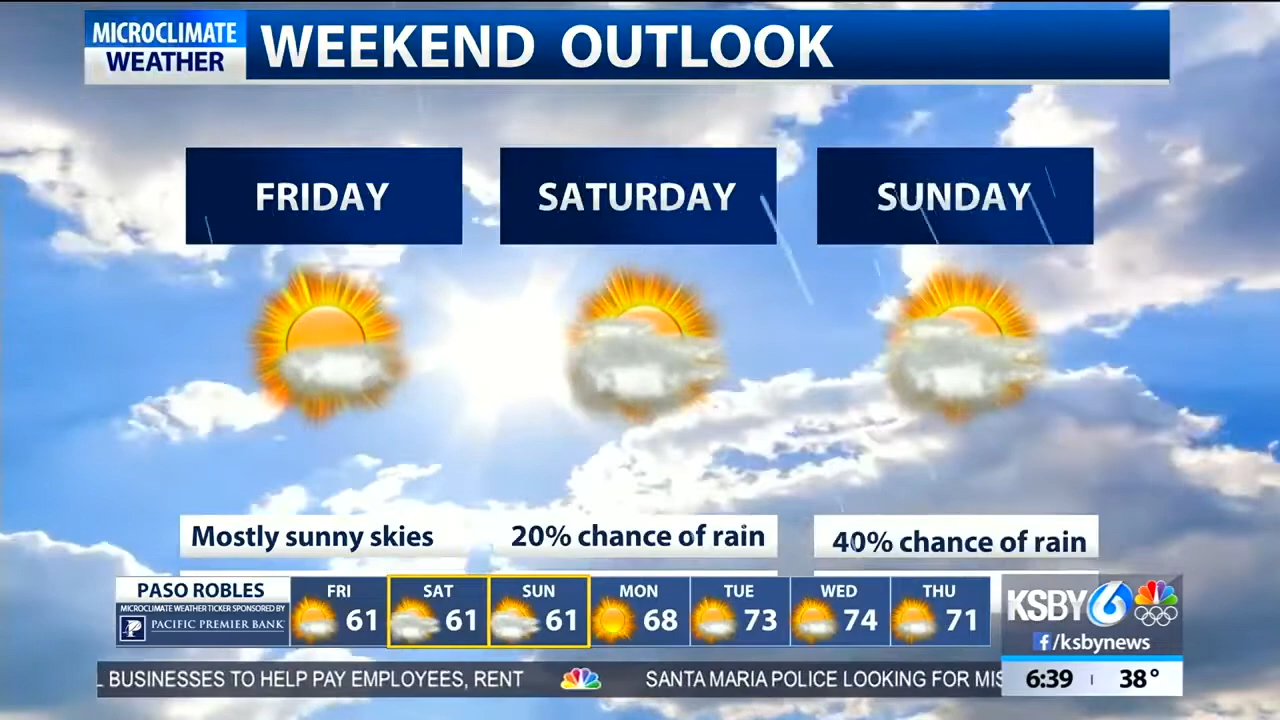 MICROCLIMATE
WEATHER
WEEKEND OUTLOOK
FRIDAY
SATURDAY
SUNDAY
Mostly sunny skies
20% chance of rain
40% chance of rain
PASO ROBLES
MICROCLIMATE WEATHER TICKER SPONSORED BY
PACIFIC PREMIER BANK
FRI
61
SAT
61
SUN
61
MON
68
TUE
73
WED
74
THU
71
KSBY 6
f/ksbynews
BUSINESSES TO HELP PAY EMPLOYEES, RENT
SANTA MARIA POLICE LOOKING FOR MIS
6:39
38°